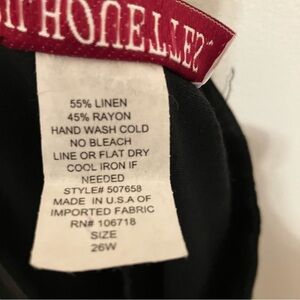 SILHOUETTES
55% LINEN
45% RAYON
HAND WASH COLD
NO BLEACH
LINE OR FLAT DRY
COOL IRON IF
NEEDED
STYLE# 507658
MADE IN U.S.A OF
IMPORTED FABRIC
RN# 106718
SIZE
26W